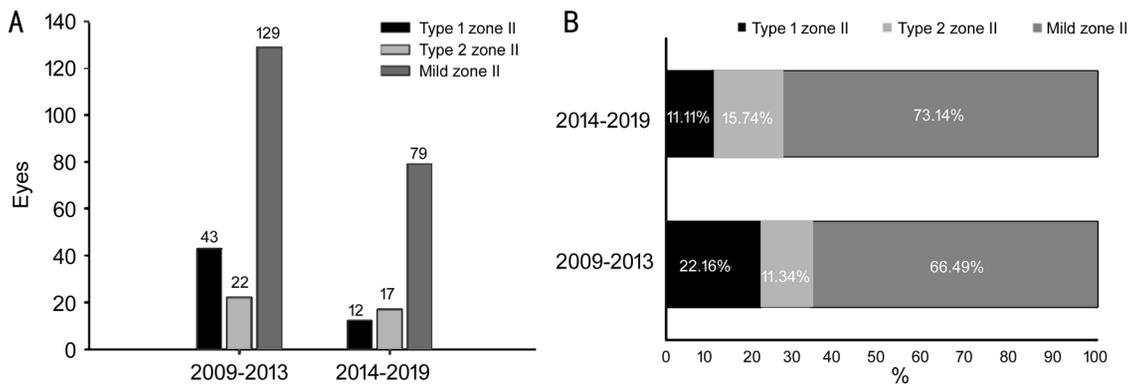 A
140
120
100
80
60
40
20
0
Eyes
Type 1 zone II
Type 2 zone II
Mild zone II
43
22
129
12
17
79
2009-2013
2014-2019
B
Type 1 zone II
Type 2 zone II
Mild zone II
2014-2019
11.11%
15.74%
73.14%
2009-2013
22.16%
11.34%
66.49%
0 10 20 30 40 50 60 70 80 90 100
%